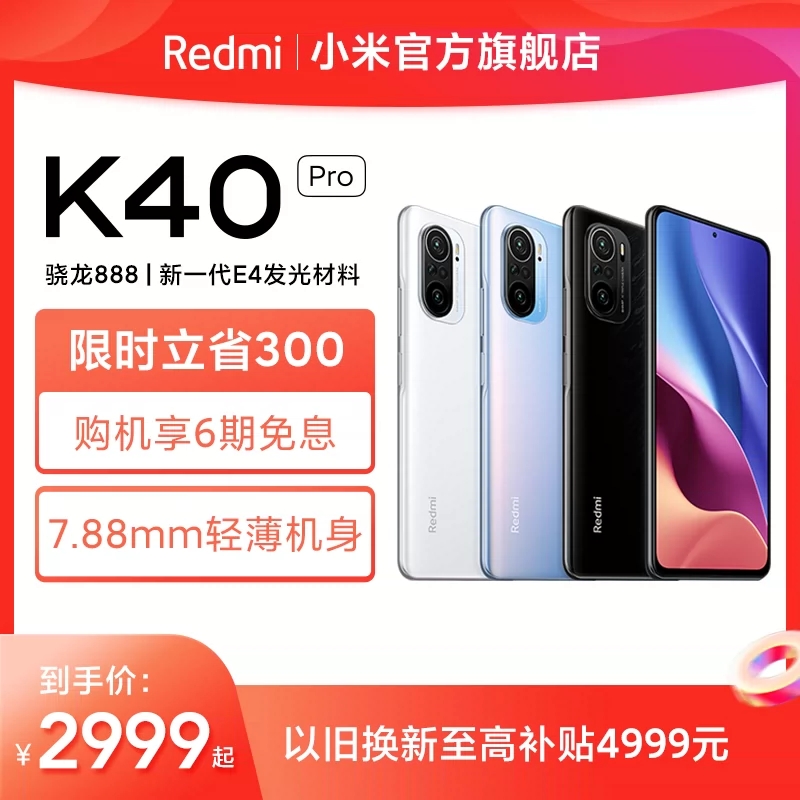 Redmi | 小米官方旗舰店
K40 Pro
骁龙888 | 新一代E4发光材料
限时立省300
购机享6期免息
7.88mm轻薄机身
Redmi
Redmi
Redmi
到手价：
¥2999起
以旧换新至高补贴4999元